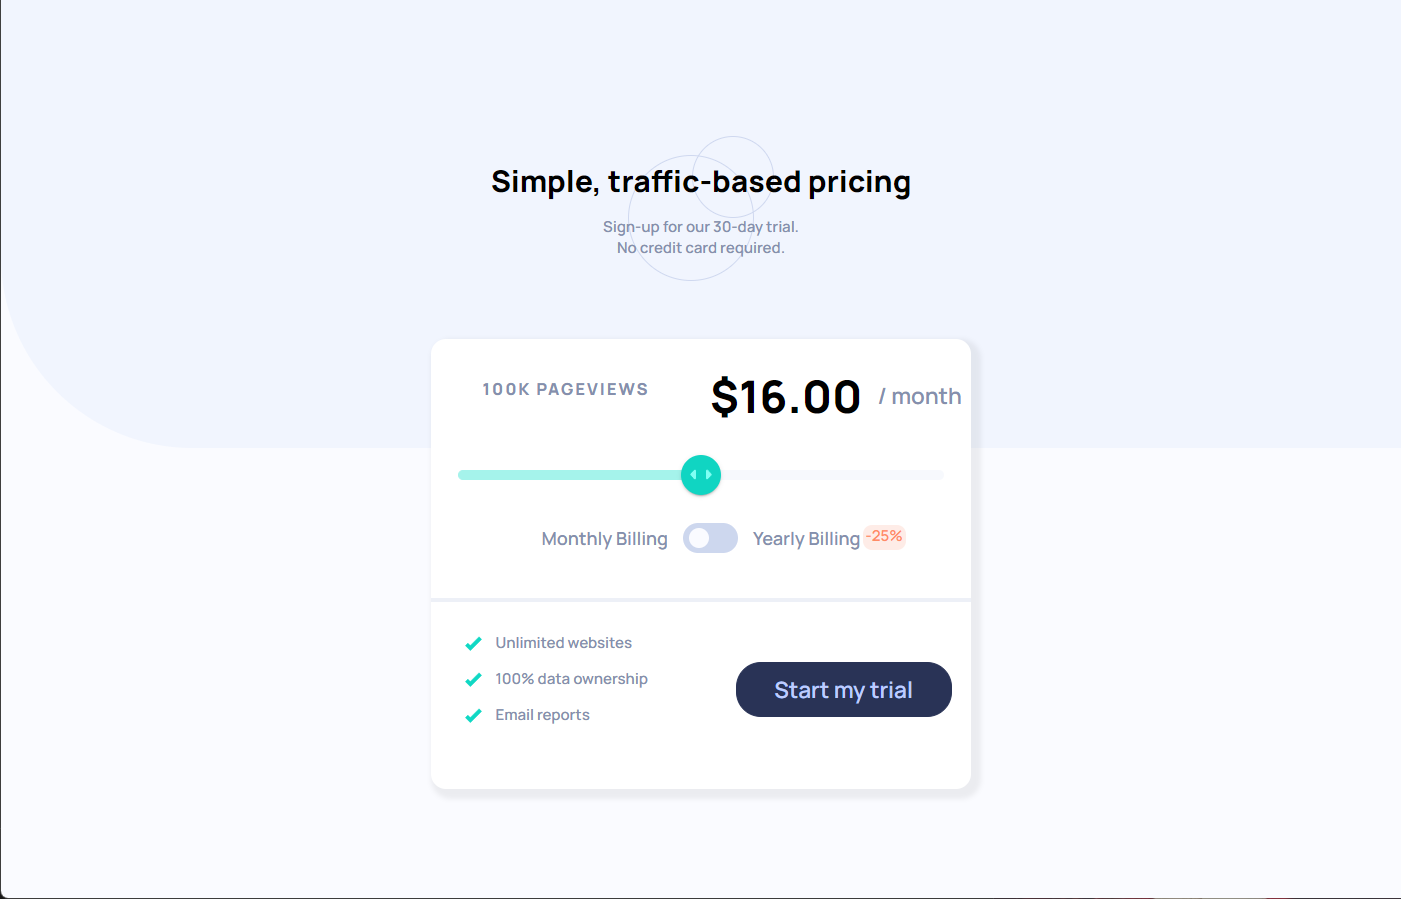 Simple, traffic-based pricing
Sign-up for our 30-day trial.
No credit card required.
100K PAGEVIEWS
$16.00 / month
Monthly Billing
Yearly Billing -25%
Unlimited websites
100% data ownership
Email reports
Start my trial